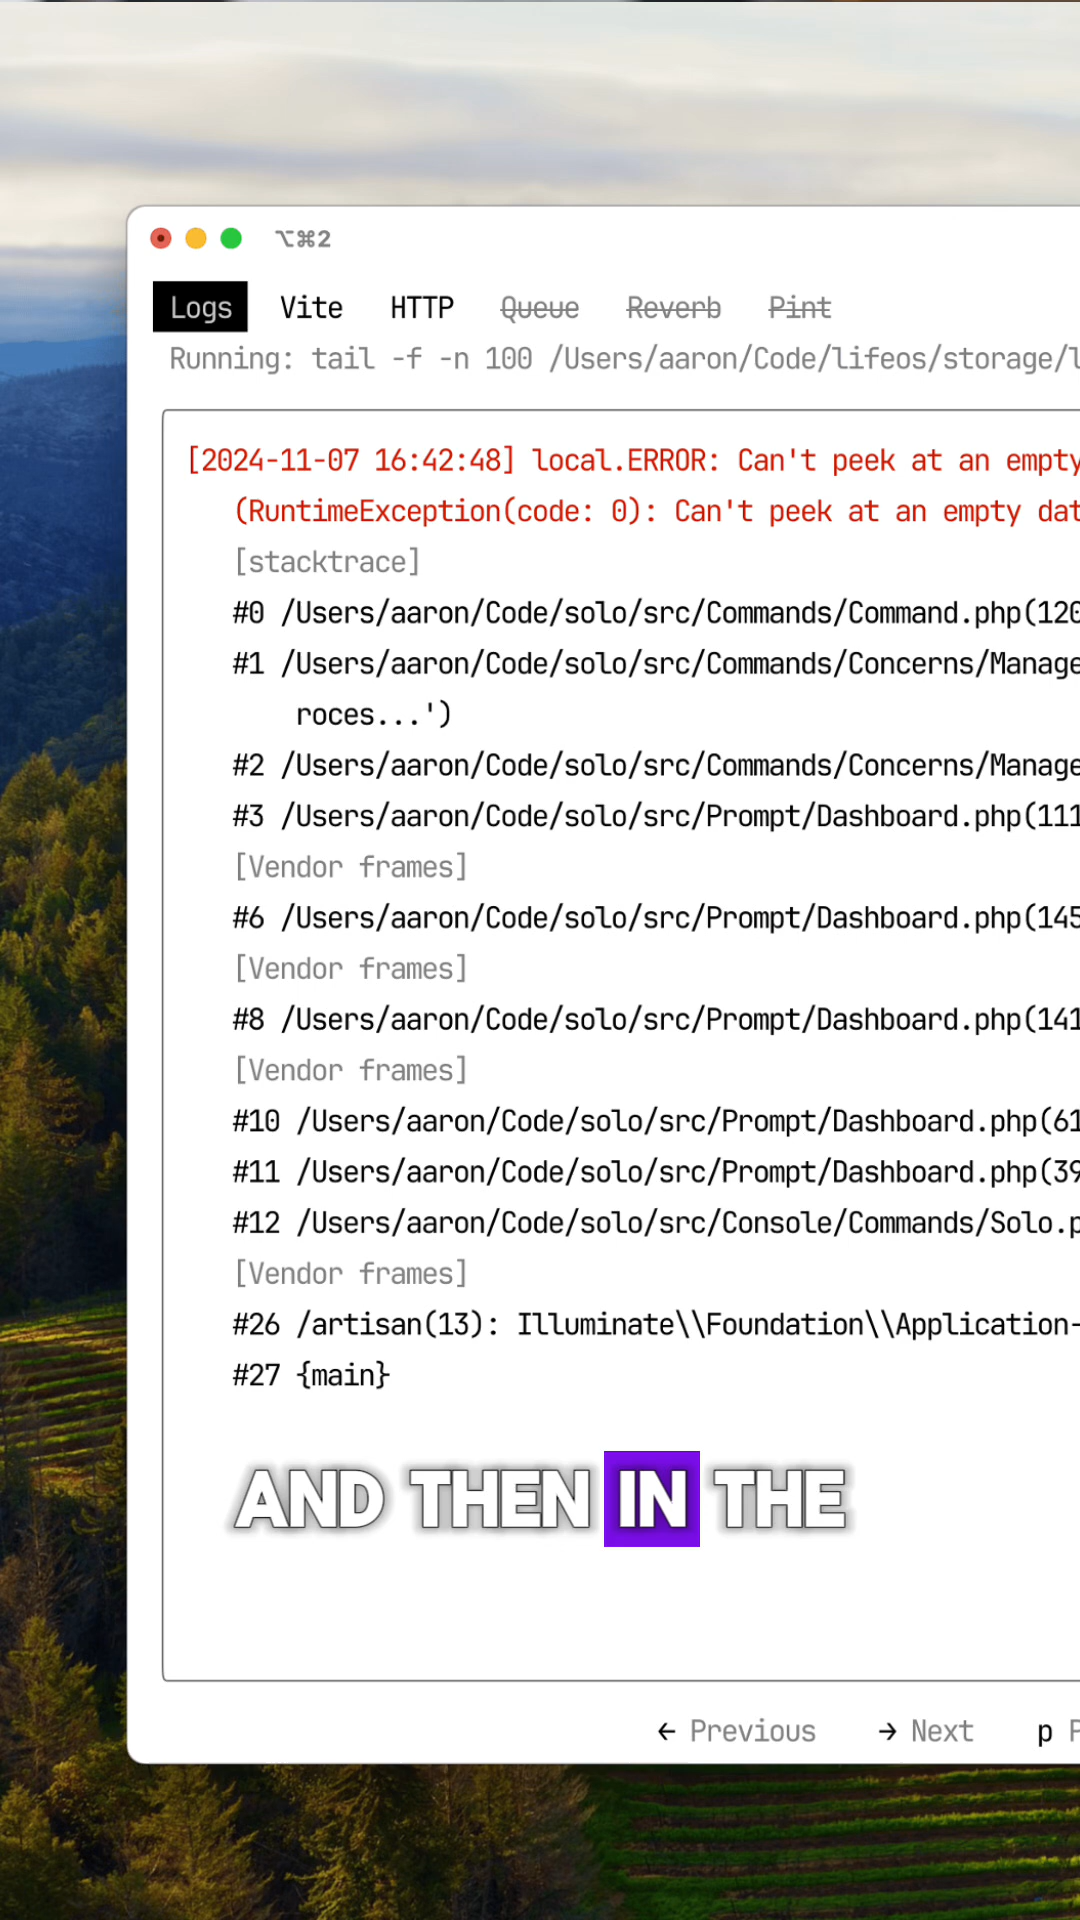 ⌥⌘2
Logs Vite HTTP Queue Reverb Pint
Running: tail -f -n 100 /Users/aaron/Code/lifeos/storage/l
[2024-11-07 16:42:48] local.ERROR: Can't peek at an empty
(RuntimeException(code: 0): Can't peek at an empty dat
[stacktrace]
#0 /Users/aaron/Code/solo/src/Commands/Command.php(120
#1 /Users/aaron/Code/solo/src/Commands/Concerns/Manage
roces...')
#2 /Users/aaron/Code/solo/src/Commands/Concerns/Manage
#3 /Users/aaron/Code/solo/src/Prompt/Dashboard.php(111
[Vendor frames]
#6 /Users/aaron/Code/solo/src/Prompt/Dashboard.php(145
[Vendor frames]
#8 /Users/aaron/Code/solo/src/Prompt/Dashboard.php(141
[Vendor frames]
#10 /Users/aaron/Code/solo/src/Prompt/Dashboard.php(61
#11 /Users/aaron/Code/solo/src/Prompt/Dashboard.php(39
#12 /Users/aaron/Code/solo/src/Console/Commands/Solo.p
[Vendor frames]
#26 /artisan(13): Illuminate\\Foundation\\Application-
#27 {main}
AND THEN IN THE
← Previous → Next p P